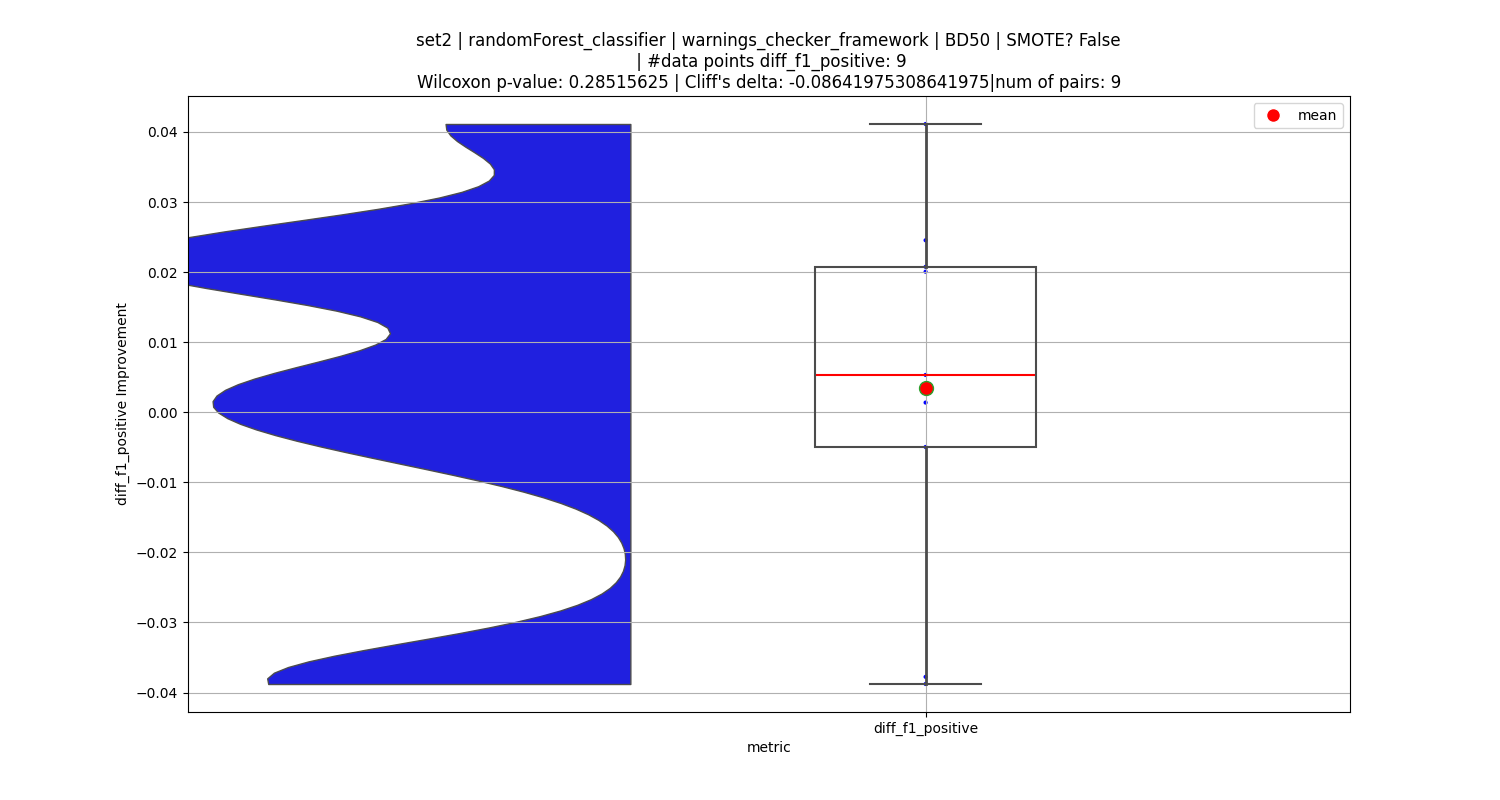 set2 | randomForest_classifier | warnings_checker_framework | BD50 | SMOTE? False
| #data points diff_f1_positive: 9
Wilcoxon p-value: 0.28515625 | Cliff's delta: -0.08641975308641975|num of pairs: 9
mean
0.04
0.03
0.02
0.01
0.00
−0.01
−0.02
−0.03
−0.04
diff_f1_positive Improvement
diff_f1_positive
metric